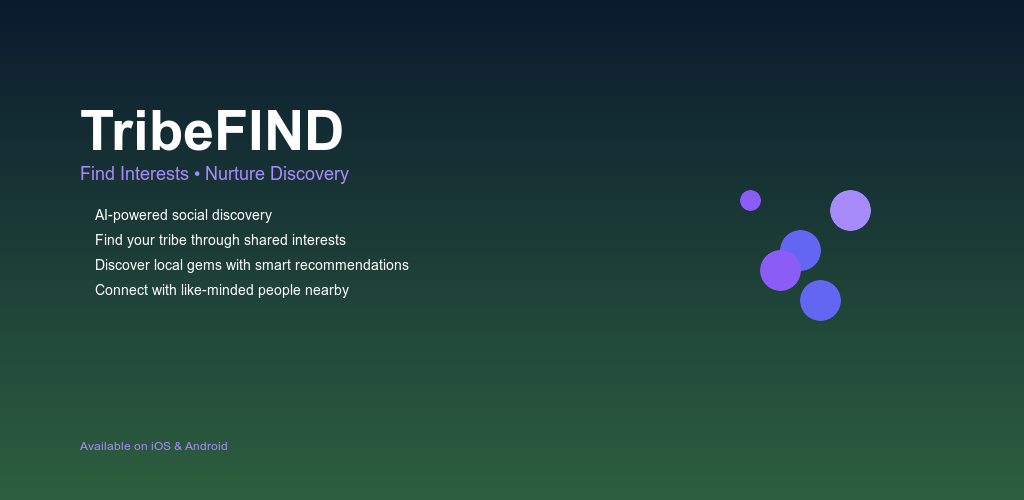 TribeFIND
Find Interests • Nurture Discovery
AI-powered social discovery
Find your tribe through shared interests
Discover local gems with smart recommendations
Connect with like-minded people nearby
Available on iOS & Android